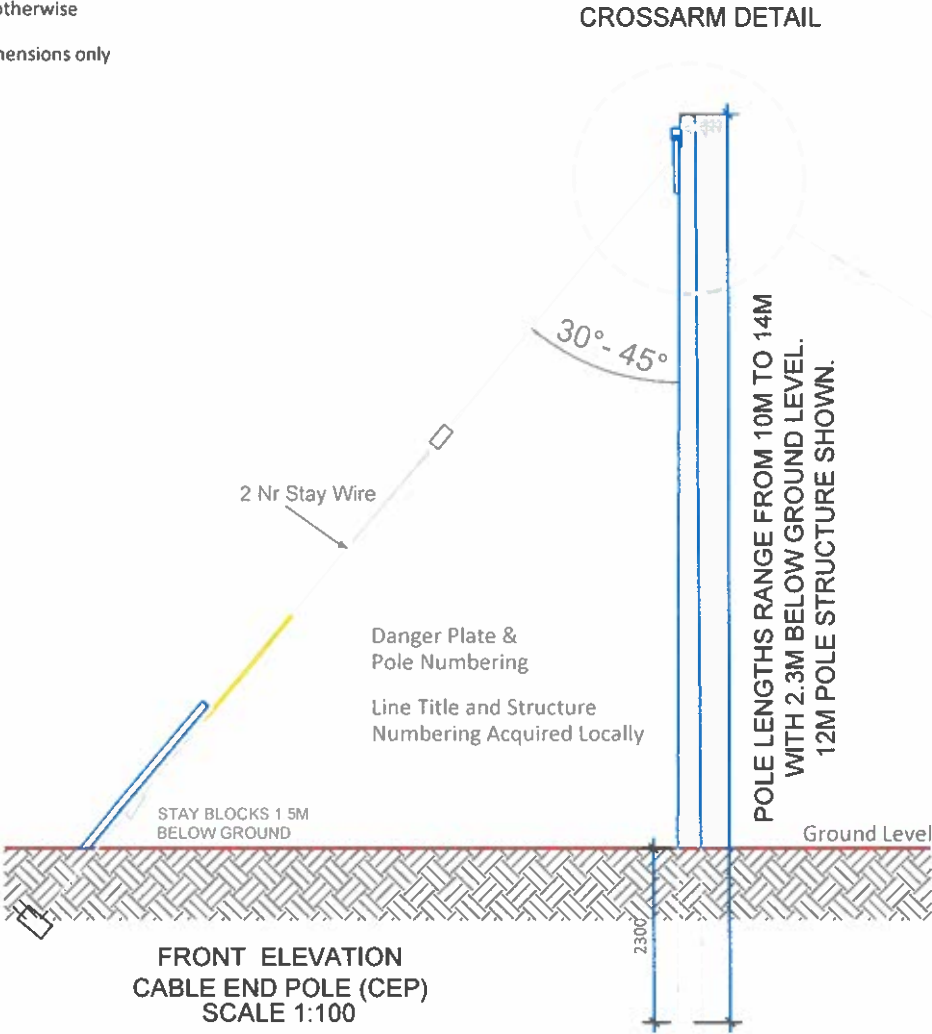 otherwise
mensions only
CROSSARM DETAIL
30°- 45°
2 Nr Stay Wire
POLE LENGTHS RANGE FROM 10M TO 14M
WITH 2.3M BELOW GROUND LEVEL.
12M POLE STRUCTURE SHOWN.
Danger Plate &
Pole Numbering
Line Title and Structure
Numbering Acquired Locally
STAY BLOCKS 1 5M
BELOW GROUND
Ground Level
2300
FRONT ELEVATION
CABLE END POLE (CEP)
SCALE 1:100